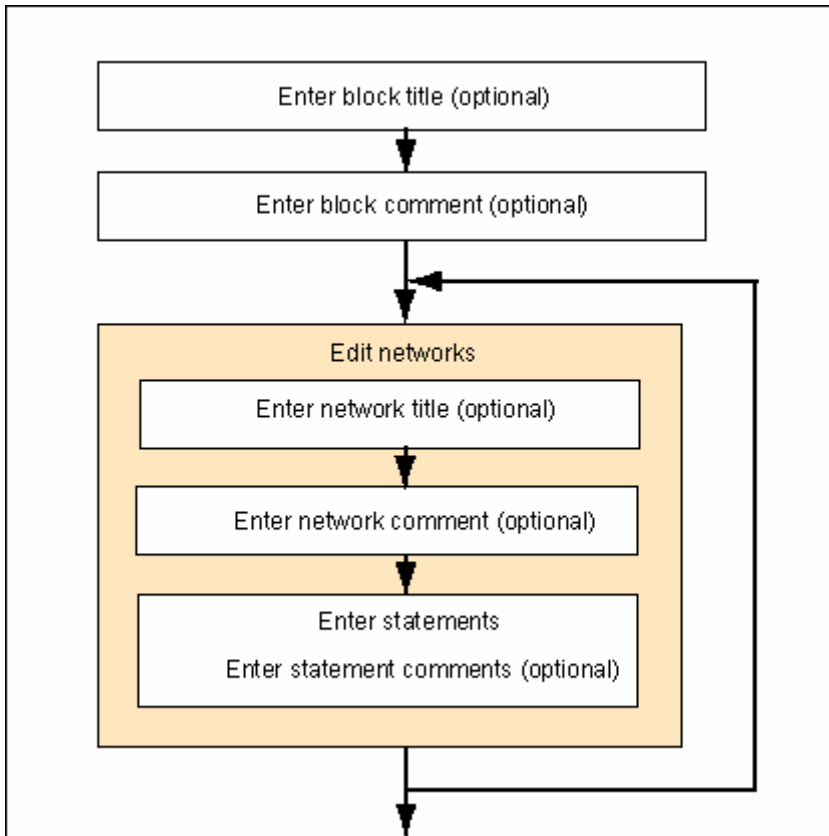 Enter block title (optional)
Enter block comment (optional)
Edit networks
Enter network title (optional)
Enter network comment (optional)
Enter statements
Enter statement comments (optional)